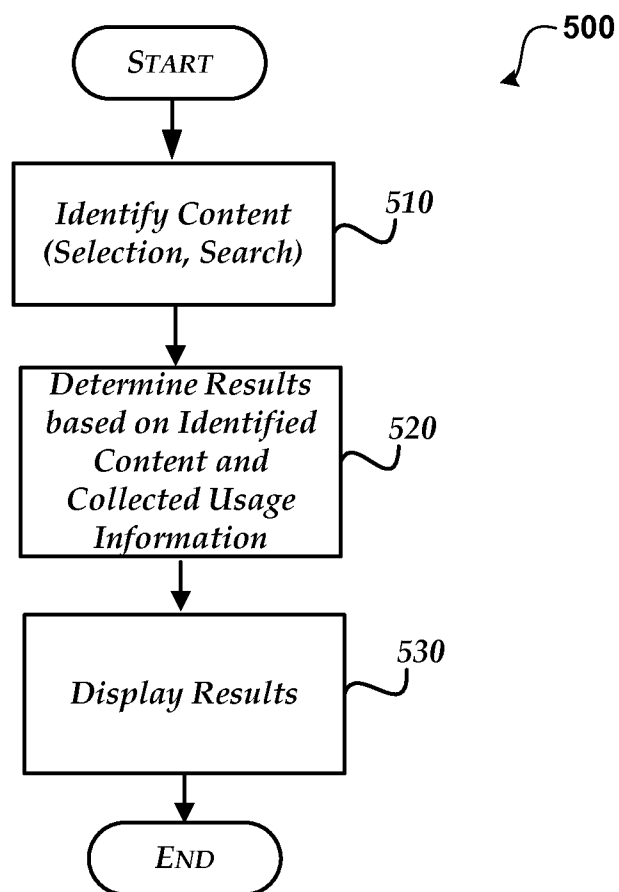 500
START
Identify Content
(Selection, Search)
510
Determine Results
based on Identified
Content and
Collected Usage
Information
520
Display Results
530
END